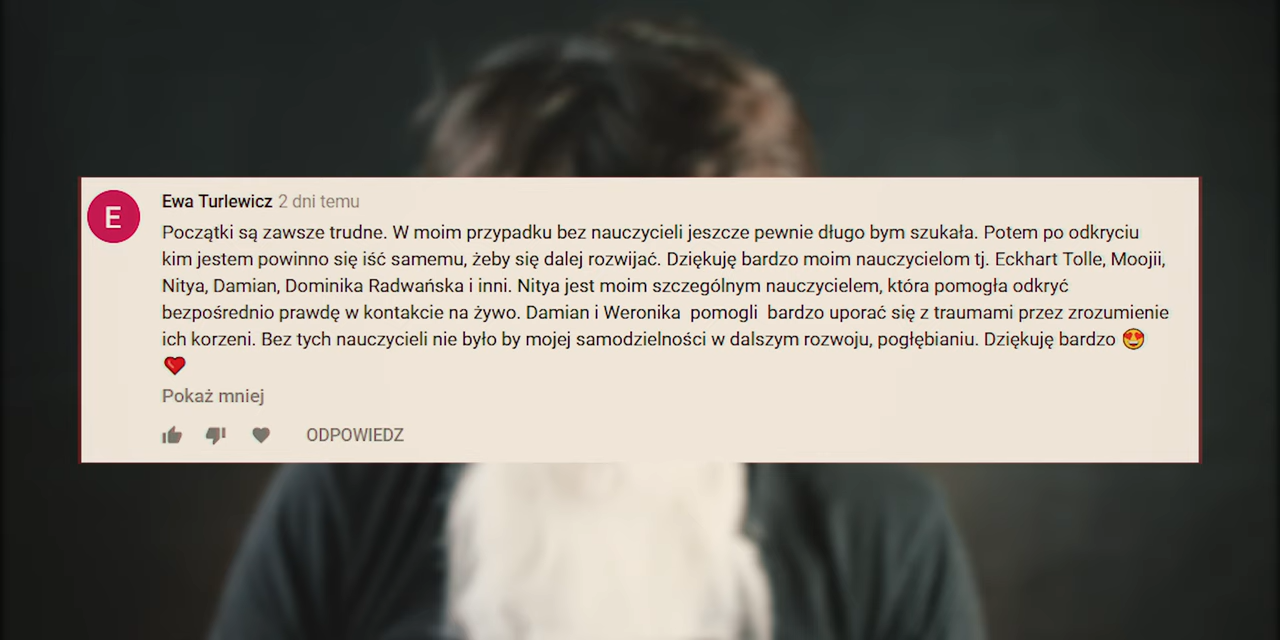 E
Ewa Turlewicz 2 dni temu
Początki są zawsze trudne. W moim przypadku bez nauczycieli jeszcze pewnie długo bym szukała. Potem po odkryciu
kim jestem powinno się iść samemu, żeby się dalej rozwijać. Dziękuję bardzo moim nauczycielom tj. Eckhart Tolle, Moojii,
Nitya, Damian, Dominika Radwańska i inni. Nitya jest moim szczególnym nauczycielem, która pomogła odkryć
bezpośrednio prawdę w kontakcie na żywo. Damian i Weronika  pomogli  bardzo uporać się z traumami przez zrozumienie
ich korzeni. Bez tych nauczycieli nie było by mojej samodzielności w dalszym rozwoju, pogłębianiu. Dziękuję bardzo 😍
❤️
Pokaż mniej
ODPOWIEDZ